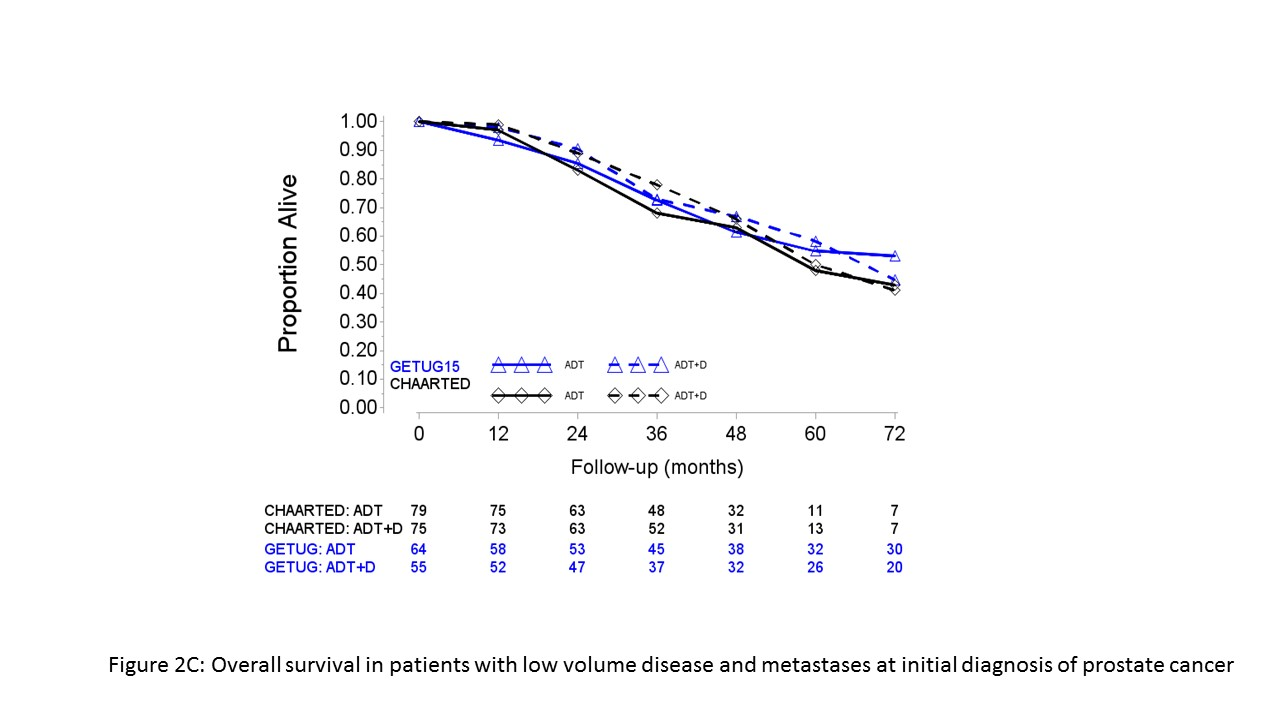 1.00
0.90
0.80
0.70
0.60
0.50
0.40
0.30
0.20
0.10
0.00
Proportion Alive
GETUG15 ADT ADT+D
CHAARTED ADT ADT+D
0 12 24 36 48 60 72
Follow-up (months)
CHAARTED: ADT 79 75 63 48 32 11 7
CHAARTED: ADT+D 75 73 63 52 31 13 7
GETUG: ADT 64 58 53 45 38 32 30
GETUG: ADT+D 55 52 47 37 32 26 20
Figure 2C: Overall survival in patients with low volume disease and metastases at initial diagnosis of prostate cancer